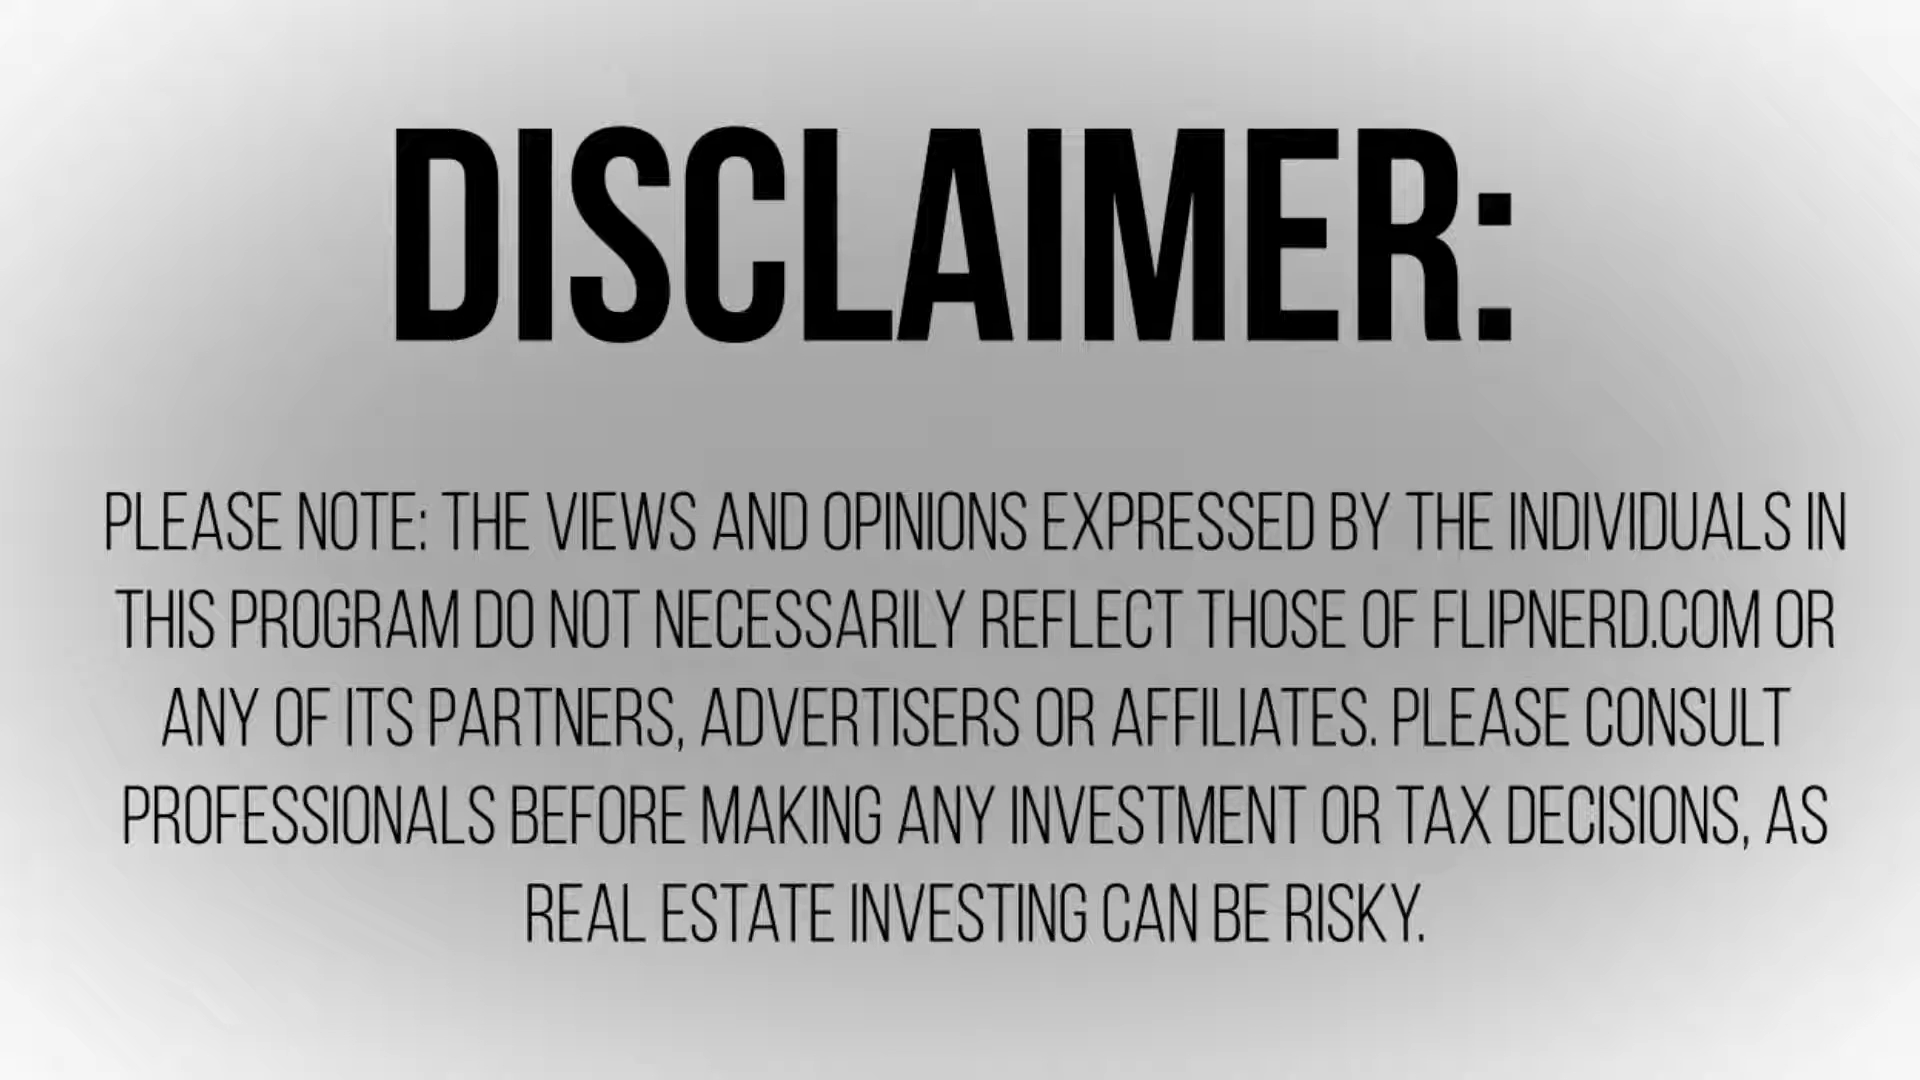 DISCLAIMER:
PLEASE NOTE: THE VIEWS AND OPINIONS EXPRESSED BY THE INDIVIDUALS IN
THIS PROGRAM DO NOT NECESSARILY REFLECT THOSE OF FLIPNERD.COM OR
ANY OF ITS PARTNERS, ADVERTISERS OR AFFILIATES. PLEASE CONSULT
PROFESSIONALS BEFORE MAKING ANY INVESTMENT OR TAX DECISIONS, AS
REAL ESTATE INVESTING CAN BE RISKY.